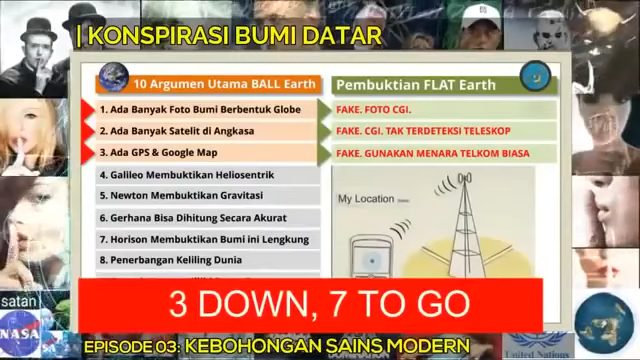 | KONSPIRASI BUMI DATAR
10 Argumen Utama BALL Earth
Pembuktian FLAT Earth
1. Ada Banyak Foto Bumi Berbentuk Globe
FAKE. FOTO CGI.
2. Ada Banyak Satelit di Angkasa
FAKE. CGI. TAK TERDETEKSI TELESKOP
3. Ada GPS & Google Map
FAKE. GUNAKAN MENARA TELKOM BIASA
4. Galileo Membuktikan Heliosentrik
5. Newton Membuktikan Gravitasi
6. Gerhana Bisa Dihitung Secara Akurat
7. Horison Membuktikan Bumi ini Lengkung
8. Penerbangan Keliling Dunia
My Location
3 DOWN, 7 TO GO
satan
NASA
EPISODE 03: KEBOHONGAN SAINS MODERN
United Nations